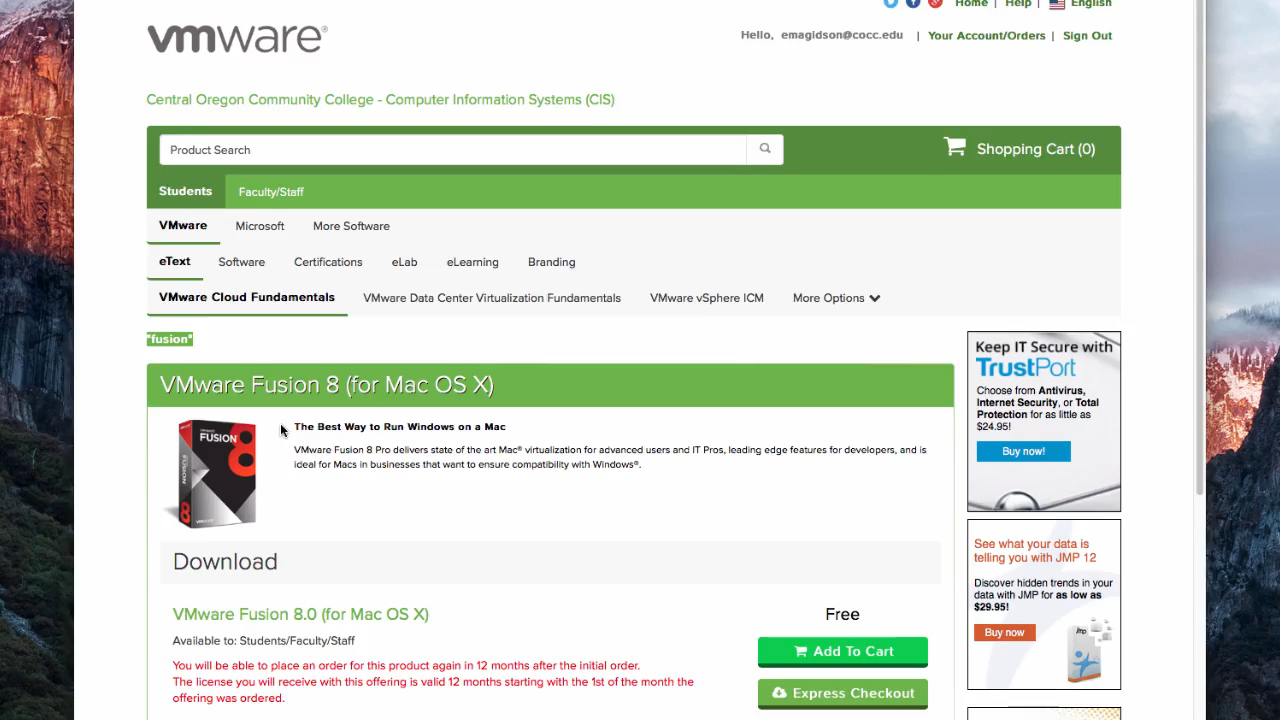 Home | Help | English
vmware®
Hello, emagidson@cocc.edu | Your Account/Orders | Sign Out
Central Oregon Community College - Computer Information Systems (CIS)
Product Search
Shopping Cart (0)
Students Faculty/Staff
VMware Microsoft More Software
eText Software Certifications eLab eLearning Branding
VMware Cloud Fundamentals VMware Data Center Virtualization Fundamentals VMware vSphere ICM More Options
"fusion"
VMware Fusion 8 (for Mac OS X)
FUSION 8
FUSION
8
vmware
The Best Way to Run Windows on a Mac
VMware Fusion 8 Pro delivers state of the art Mac® virtualization for advanced users and IT Pros, leading edge features for developers, and is
ideal for Macs in businesses that want to ensure compatibility with Windows®.
Download
VMware Fusion 8.0 (for Mac OS X)
Free
Available to: Students/Faculty/Staff
Add To Cart
You will be able to place an order for this product again in 12 months after the initial order.
The license you will receive with this offering is valid 12 months starting with the 1st of the month the
offering was ordered.
Express Checkout
Keep IT Secure with
TrustPort
Choose from Antivirus,
Internet Security, or Total
Protection for as little as
$24.95!
Buy now!
See what your data is
telling you with JMP 12
Discover hidden trends in your
data with JMP for as low as
$29.95!
Buy now
jmp